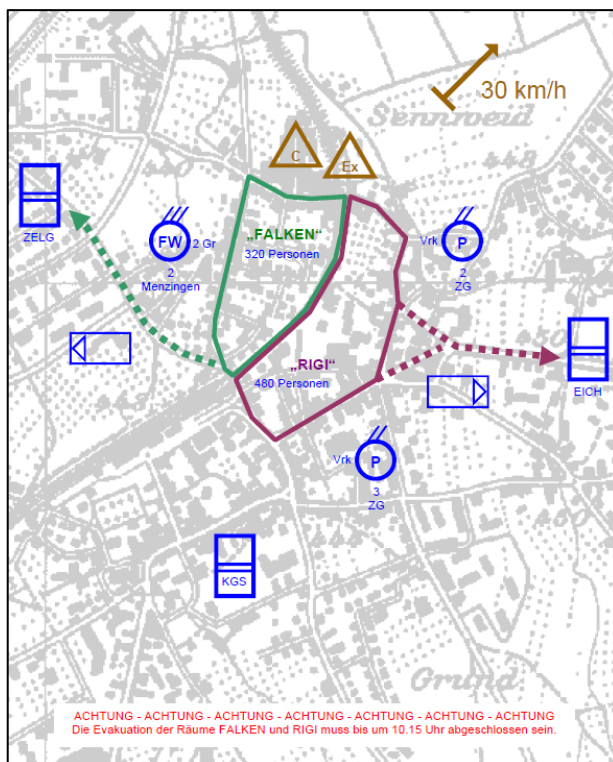 30 km/h
Sennweid
C
Ex
ZELG
FW
2 Gr
2
Menzingen
„FALKEN“
320 Personen
Vrk
P
2
ZG
„RIGI“
480 Personen
EICH
Vrk
P
3
ZG
KGS
Grund
ACHTUNG - ACHTUNG - ACHTUNG - ACHTUNG - ACHTUNG - ACHTUNG - ACHTUNG
Die Evakuation der Räume FALKEN und RIGI muss bis um 10.15 Uhr abgeschlossen sein.